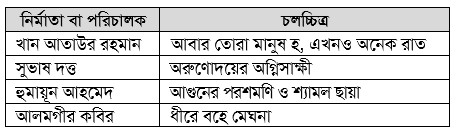 নির্মাতা বা পরিচালক চলচ্চিত্র
খান আতাউর রহমান আবার তোরা মানুষ হ, এখনও অনেক রাত
সুভাষ দত্ত অরুণোদয়ের অগ্নিসাক্ষী
হুমায়ূন আহমেদ আগুনের পরশমণি ও শ্যামল ছায়া
আলমগীর কবির ধীরে বহে মেঘনা